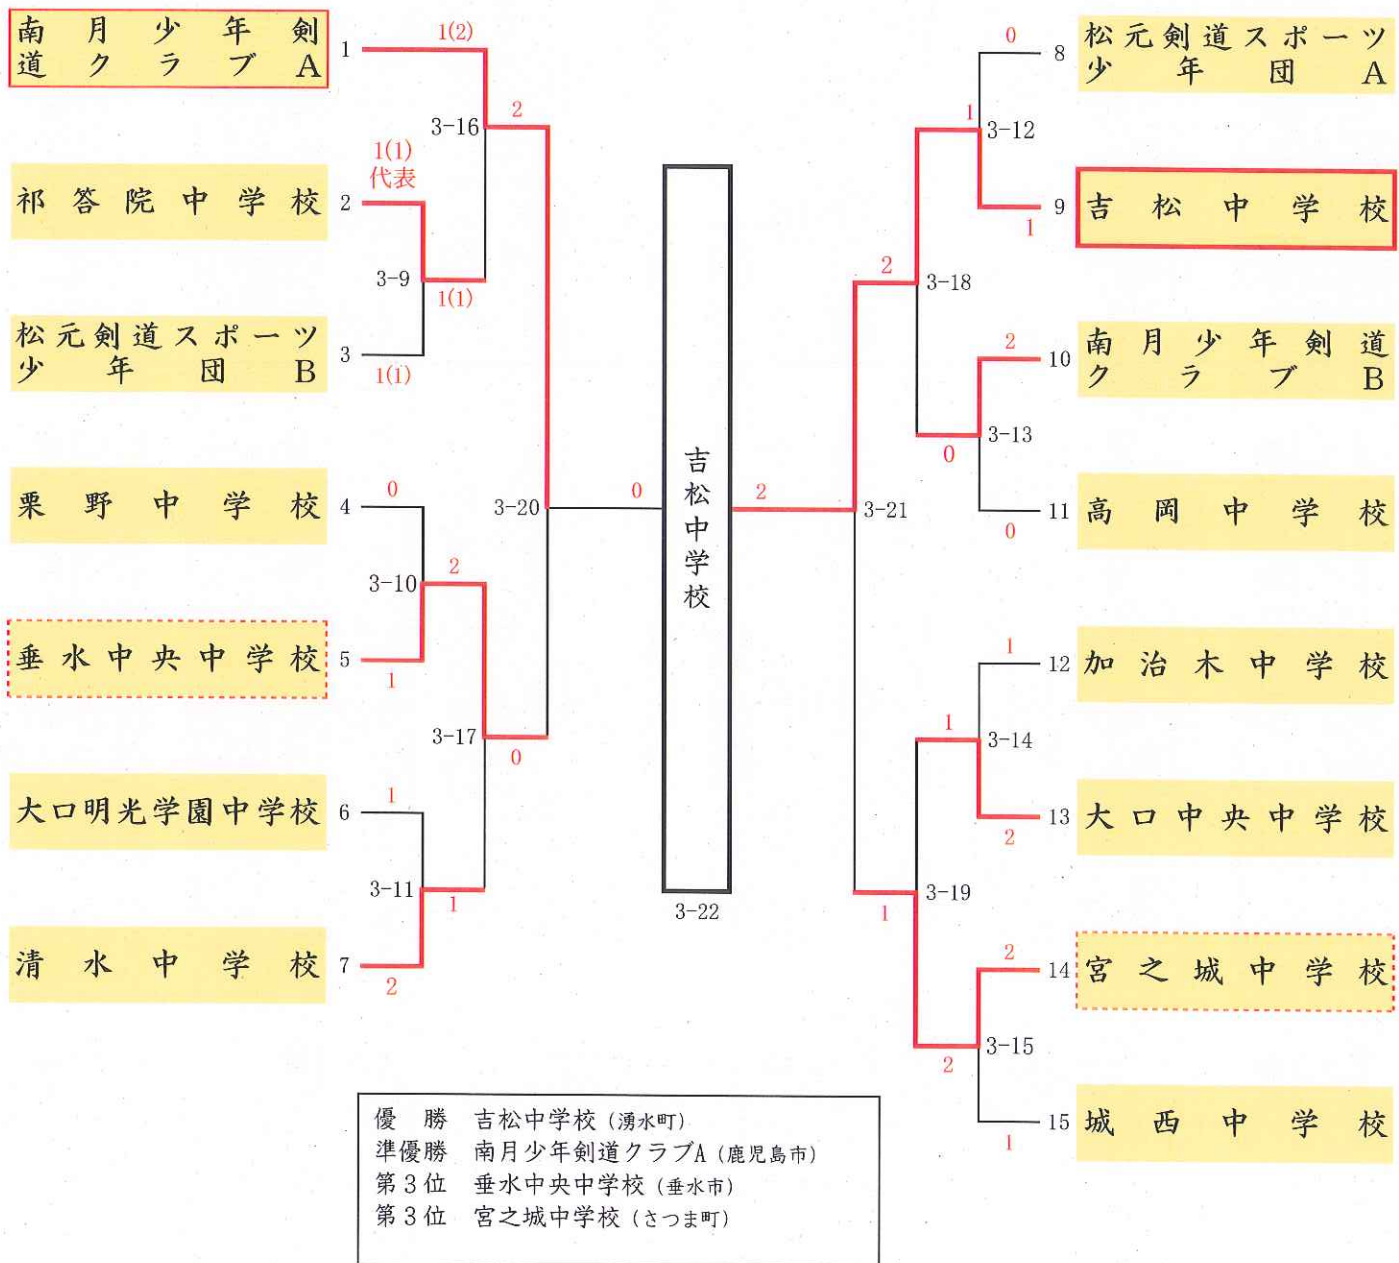 南月少年剣
道クラブA
1
1(2)
3-16
2
祁答院中学校
2
1(1)
代表
3-9
1(1)
松元剣道スポーツ
少年団B
3
1(1)
栗野中学校
4
0
3-10
2
垂水中央中学校
5
1
3-17
0
大口明光学園中学校
6
1
3-11
1
清水中学校
7
2
3-20
0
吉松中学校
3-22
2
3-21
松元剣道スポーツ
少年団A
8
0
1
3-12
吉松中学校
9
1
2
3-18
南月少年剣道
クラブB
10
2
3-13
0
高岡中学校
11
0
加治木中学校
12
1
1
3-14
大口中央中学校
13
2
3-19
1
宮之城中学校
14
2
3-15
2
城西中学校
15
1
優勝 吉松中学校(湧水町)
準優勝 南月少年剣道クラブA(鹿児島市)
第3位 垂水中央中学校(垂水市)
第3位 宮之城中学校(さつま町)